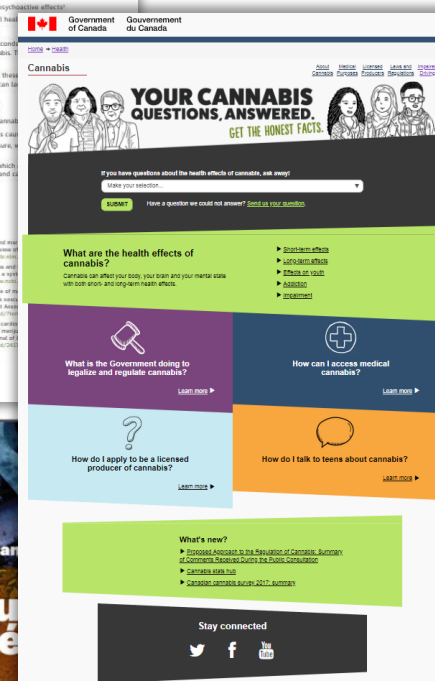 sychoactive effects¹
Government
of Canada
Gouvernement
du Canada
Home → Health
Cannabis
About
Cannabis
Medical
Purposes
Licensed
Producers
Laws and
Regulations
Impaired
Driving
YOUR CANNABIS
QUESTIONS, ANSWERED.
GET THE HONEST FACTS.
If you have questions about the health effects of cannabis, ask away!
Make your selection...
SUBMIT
Have a question we could not answer? Send us your question.
What are the health effects of
cannabis?
Cannabis can affect your body, your brain and your mental state
with both short- and long-term health effects.
Short-term effects
Long-term effects
Effects on youth
Addiction
Impairment
What is the Government doing to
legalize and regulate cannabis?
Learn more
How can I access medical
cannabis?
Learn more
How do I apply to be a licensed
producer of cannabis?
Learn more
How do I talk to teens about cannabis?
Learn more
What's new?
Proposed Approach to the Regulation of Cannabis: Summary
of Comments Received During the Public Consultation
Cannabis stats hub
Canadian cannabis survey 2017: summary
Stay connected
You
Tube